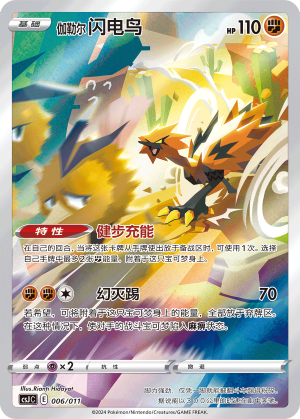 基础 伽勒尔 闪电鸟 HP 110
特性 健步充能
在自己的回合，当将这张卡牌从手牌使出放于备战区时，可使用1次。选择
自己手牌中最多2张 能量，附着于这只宝可梦身上。
幻灭踢 70
若希望，可将附着于这只宝可梦身上的能量，全部放于弃牌区。
在这种情况下，使对手的战斗宝可梦陷入麻痹状态。
×2
撤退
Illus.Rianti Hidayat
csJC E 006/011
©2024 Pokémon/Nintendo/Creatures/GAME FREAK.